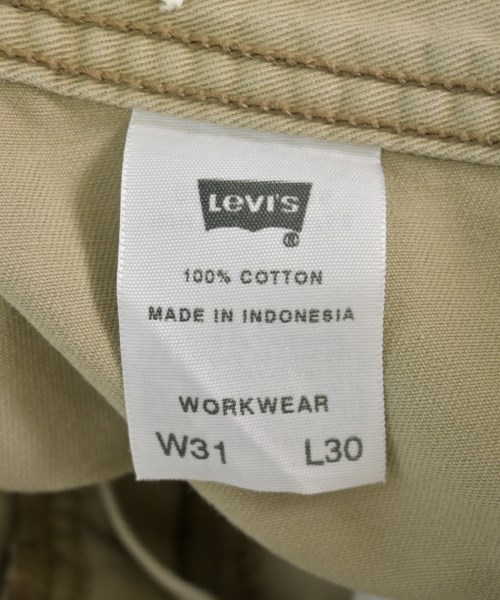 Levi's
®
100% COTTON
MADE IN INDONESIA
WORKWEAR
W31 L30